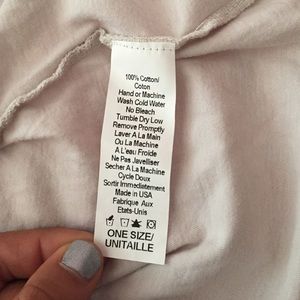 100% Cotton/
Coton
Hand or Machine
Wash Cold Water
No Bleach
Tumble Dry Low
Remove Promptly
Laver A La Main
Ou La Machine
A L'eau Froide
Ne Pas Javelliser
Secher A La Machine
Cycle Doux
Sortir Immediatement
Made in USA
Fabrique Aux
Etats-Unis
ONE SIZE/
UNITAILLE